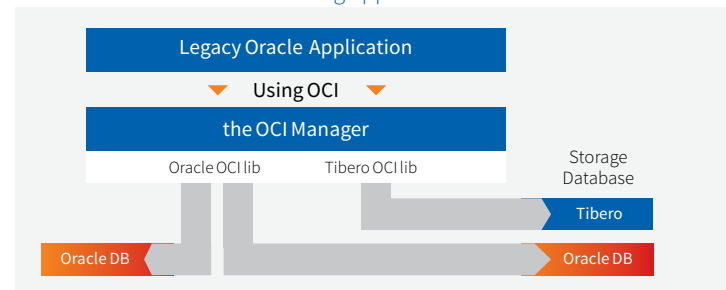 Legacy Oracle Application
Using OCI
the OCI Manager
Oracle OCI lib
Tibero OCI lib
Storage
Database
Tibero
Oracle DB
Oracle DB